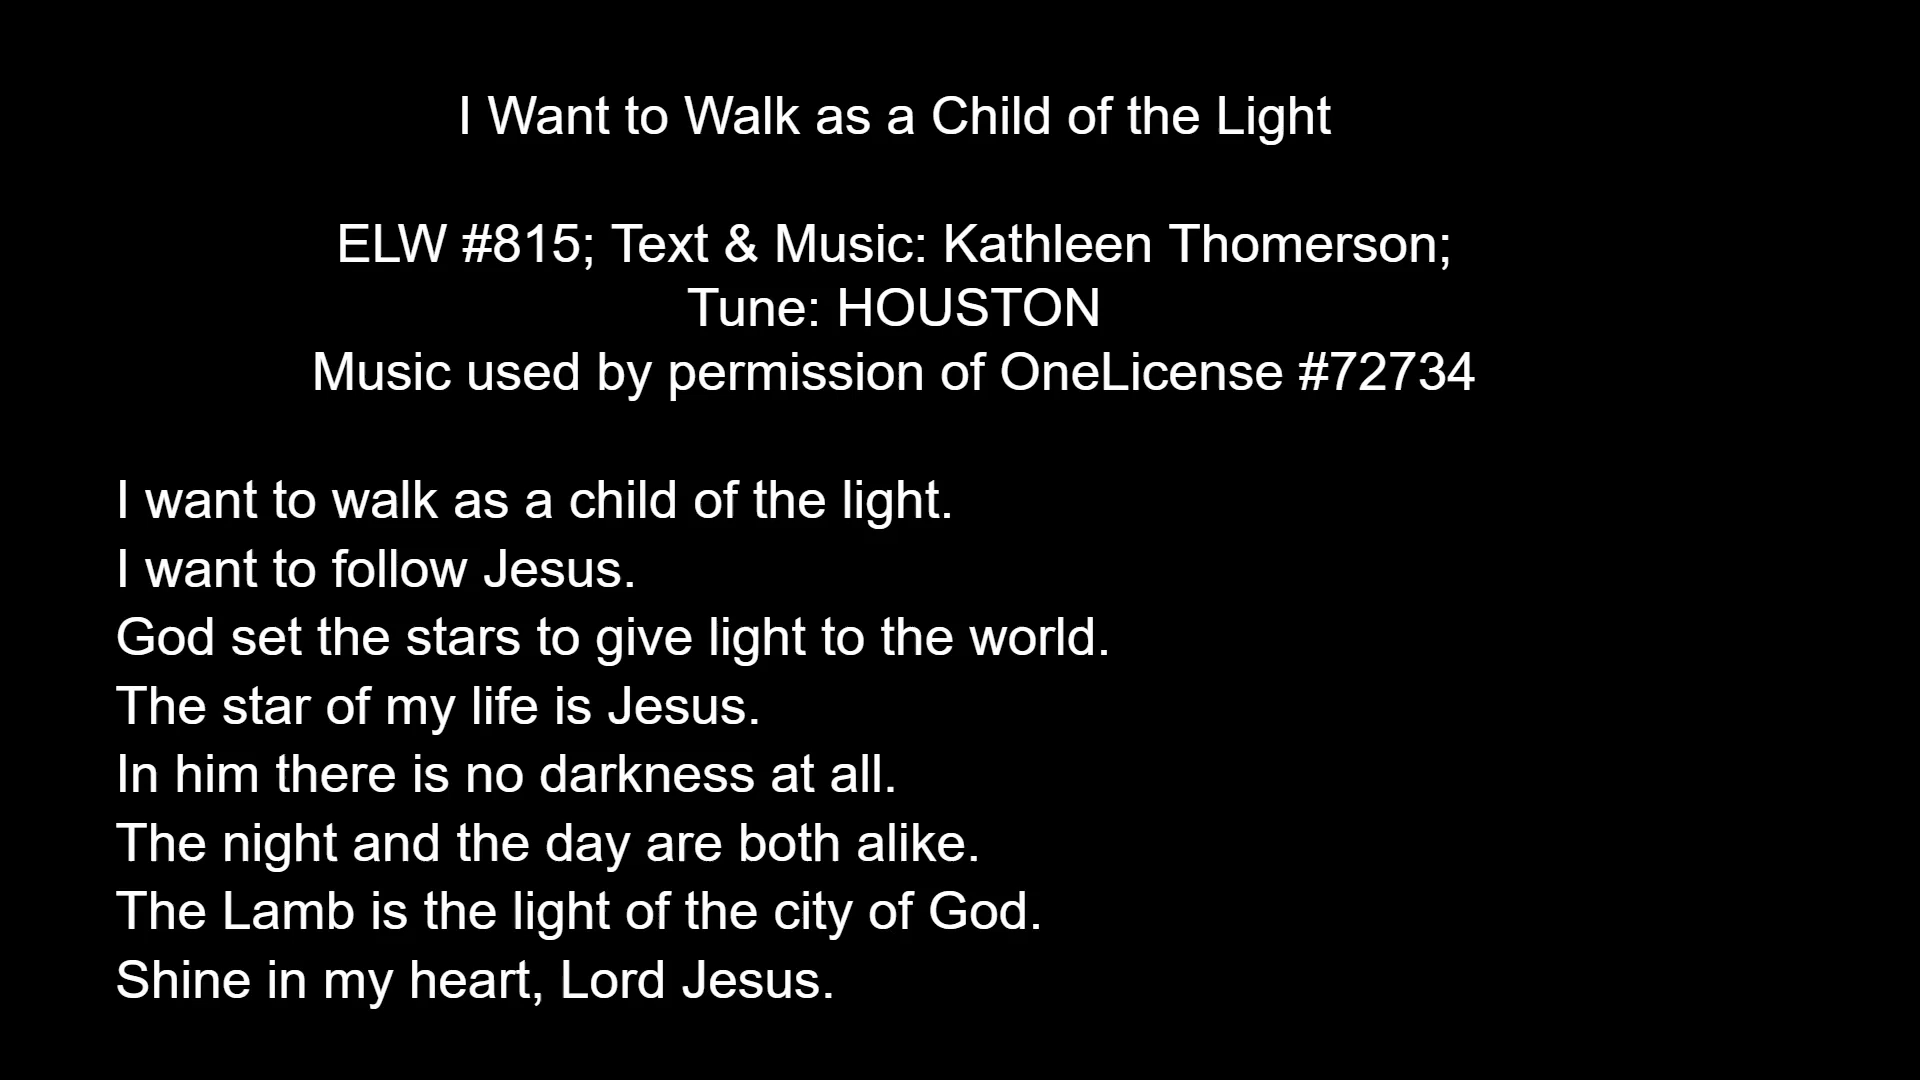 I Want to Walk as a Child of the Light
ELW #815; Text & Music: Kathleen Thomerson;
Tune: HOUSTON
Music used by permission of OneLicense #72734
I want to walk as a child of the light.
I want to follow Jesus.
God set the stars to give light to the world.
The star of my life is Jesus.
In him there is no darkness at all.
The night and the day are both alike.
The Lamb is the light of the city of God.
Shine in my heart, Lord Jesus.